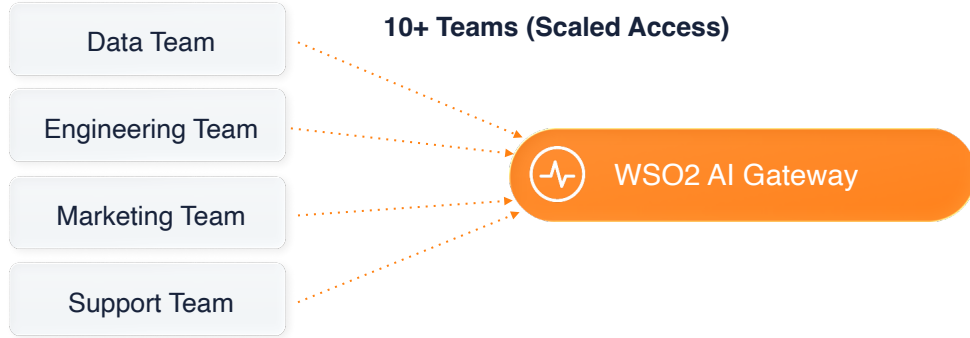 10+ Teams (Scaled Access)
Data Team
Engineering Team
Marketing Team
Support Team
WSO2 AI Gateway